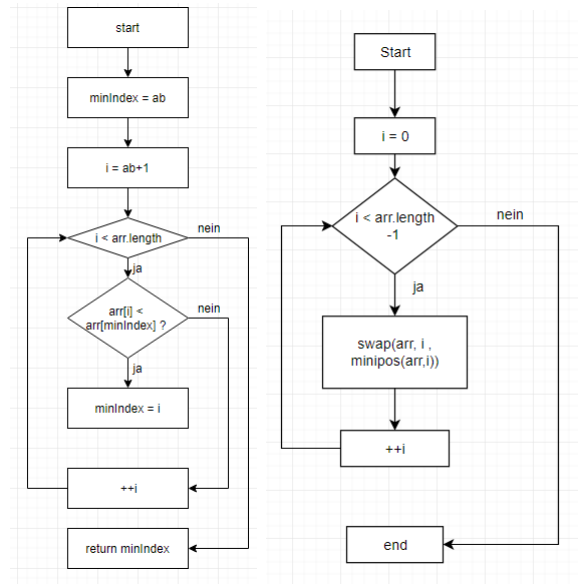 start
minIndex = ab
i = ab+1
i < arr.length
nein
ja
arr[i] <
arr[minIndex] ?
nein
ja
minIndex = i
++i
return minIndex
Start
i = 0
i < arr.length
-1
nein
ja
swap(arr, i ,
minipos(arr,i))
++i
end